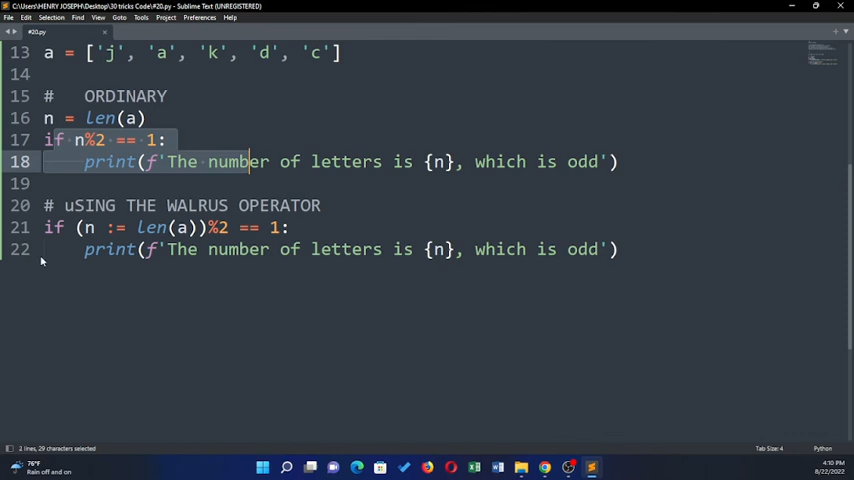 C:\Users\HENRY JOSEPH\Desktop\30 tricks Code\#20.py - Sublime Text (UNREGISTERED)
File Edit Selection Find View Goto Tools Project Preferences Help
#20.py
13 a = ['j', 'a', 'k', 'd', 'c']
14
15 # ORDINARY
16 n = len(a)
17 if n%2 == 1:
18 print(f'The number of letters is {n}, which is odd')
19
20 # uSING THE WALRUS OPERATOR
21 if (n := len(a))%2 == 1:
22 print(f'The number of letters is {n}, which is odd')
2 lines, 29 characters selected
Tab Size: 4
Python
76°F
Rain off and on
4:10 PM
8/22/2022